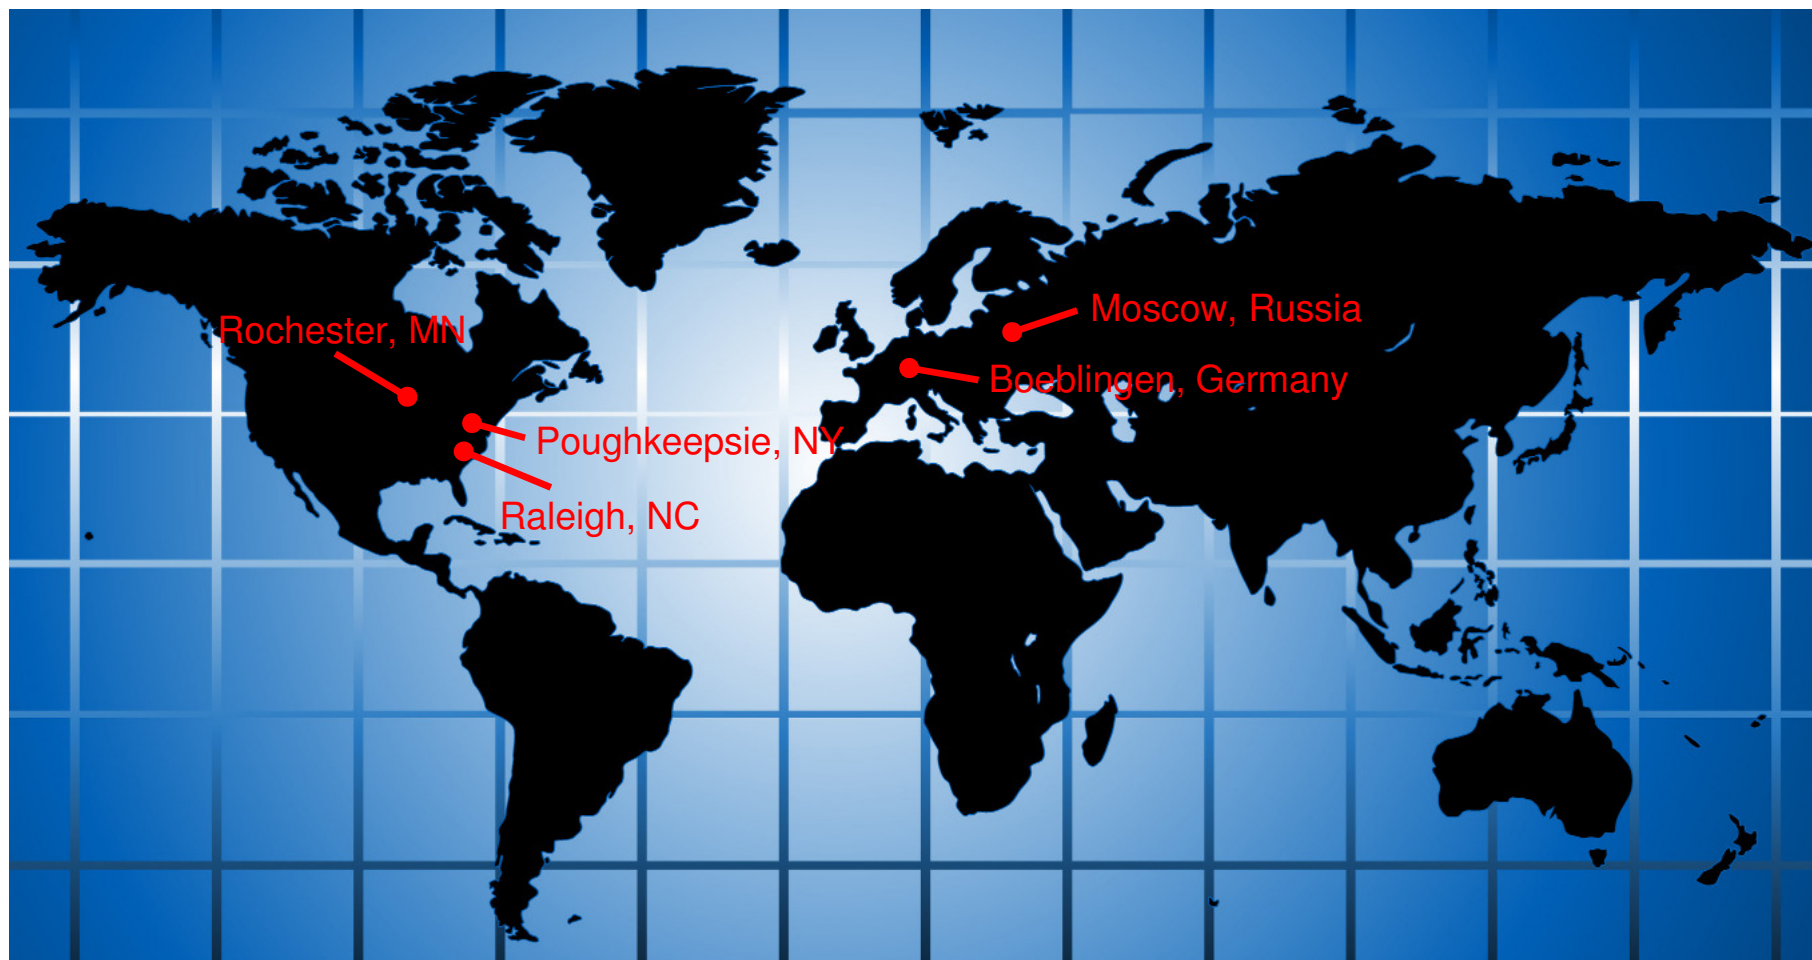 Moscow, Russia
Rochester, MN
Boeblingen, Germany
Poughkeepsie, NY
Raleigh, NC